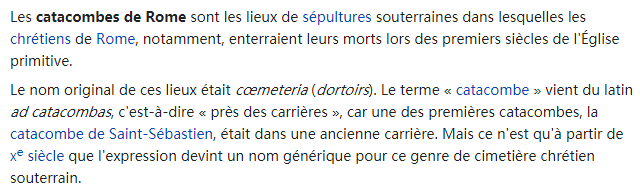 Les catacombes de Rome sont les lieux de sépultures souterraines dans lesquelles les
chrétiens de Rome, notamment, enterraient leurs morts lors des premiers siècles de l'Église
primitive.
Le nom original de ces lieux était cœmeteria (dortoirs). Le terme « catacombe » vient du latin
ad catacombas, c'est-à-dire « près des carrières », car une des premières catacombes, la
catacombe de Saint-Sébastien, était dans une ancienne carrière. Mais ce n'est qu'à partir de
xe siècle que l'expression devint un nom générique pour ce genre de cimetière chrétien
souterrain.